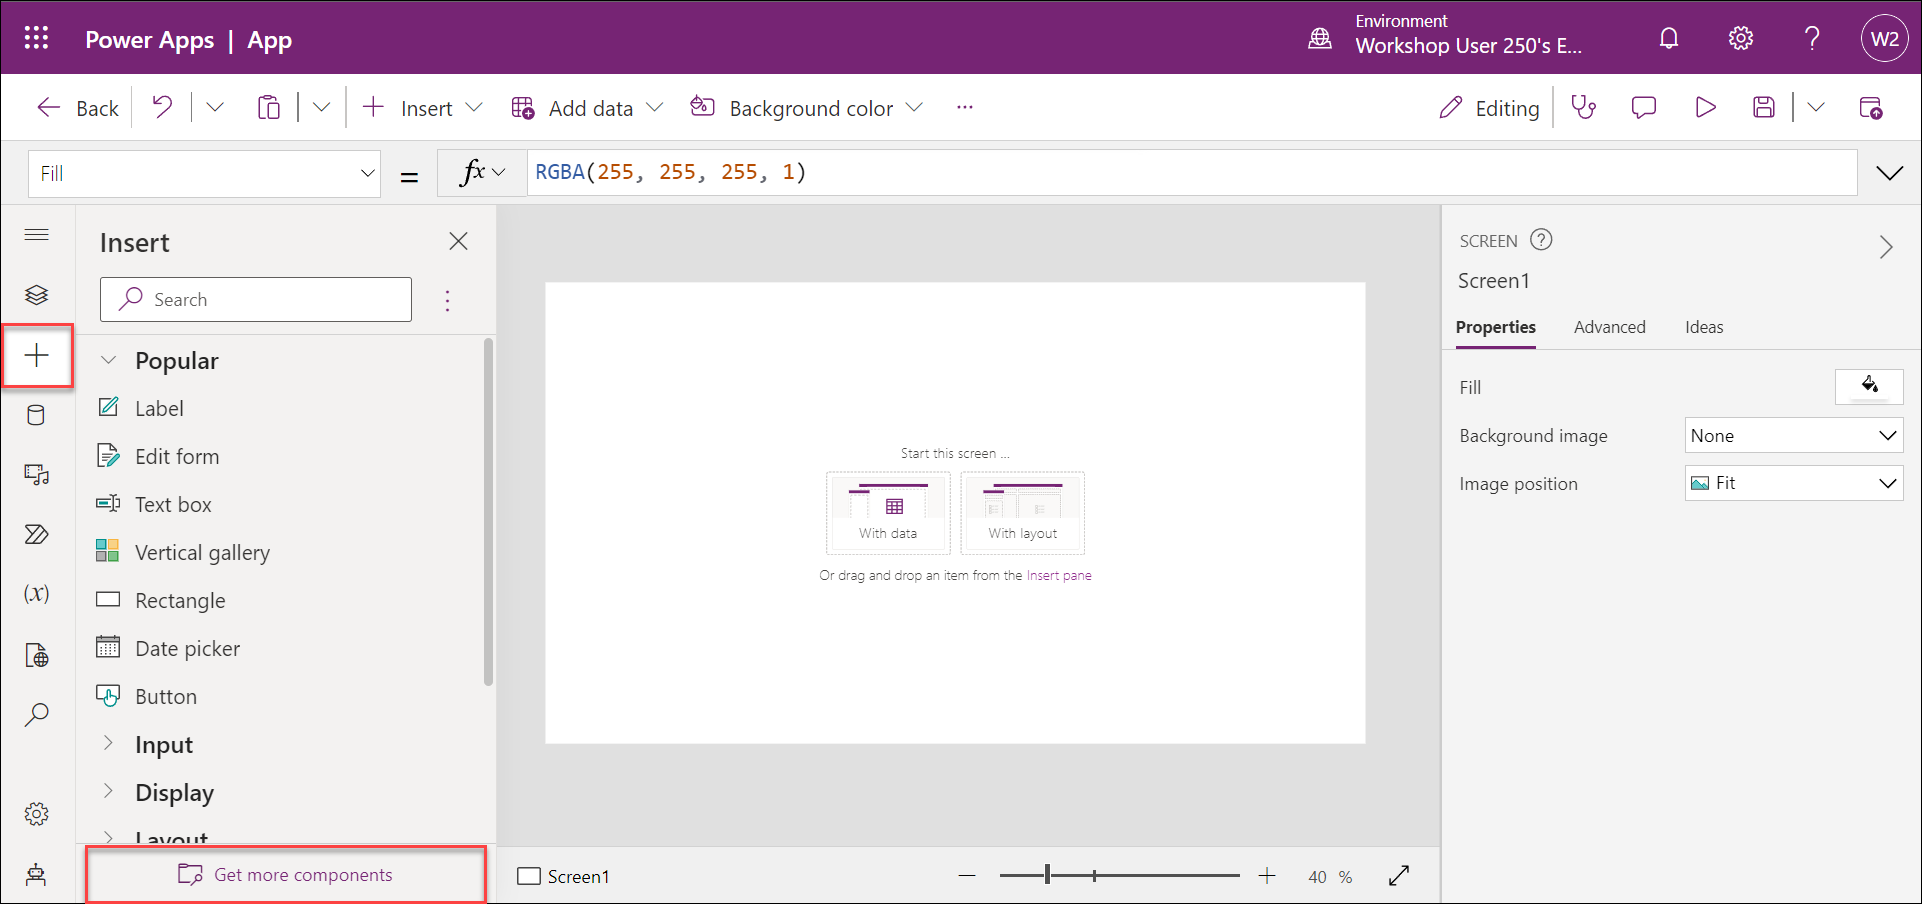 Power Apps | App
Environment
Workshop User 250's E...
W2
Back
Insert
Add data
Background color
...
Editing
Fill
=
fx
RGBA(255, 255, 255, 1)
Insert
Search
Popular
Label
Edit form
Text box
Vertical gallery
Rectangle
Date picker
Button
Input
Display
Layout
Get more components
(x)
Start this screen ...
With data
With layout
Or drag and drop an item from the Insert pane
Screen1
40 %
SCREEN
Screen1
Properties
Advanced
Ideas
Fill
Background image
None
Image position
Fit